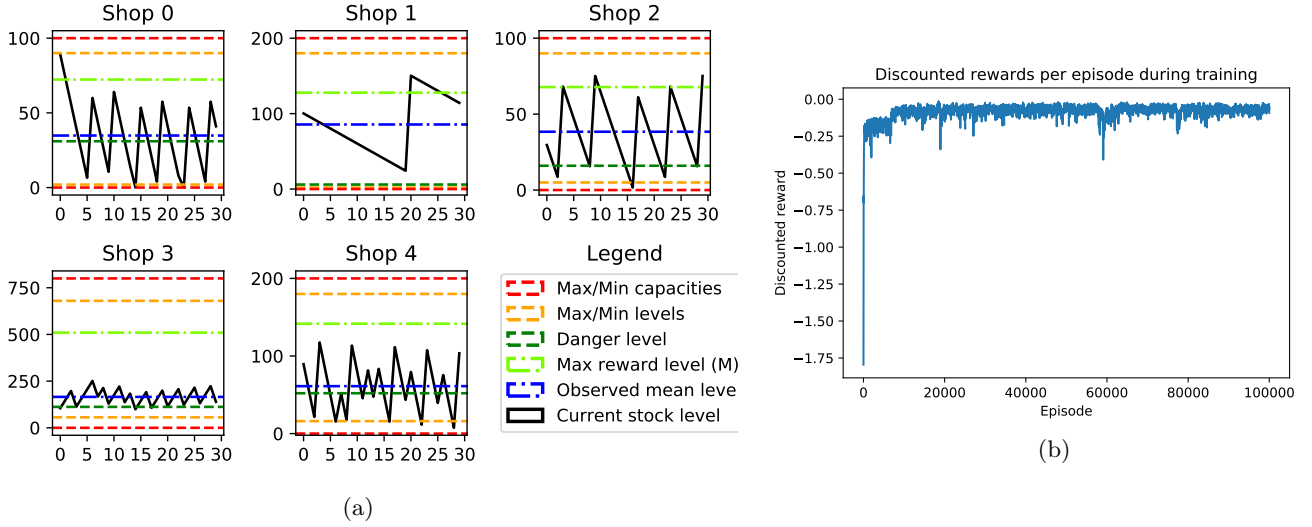 Shop 0
Shop 1
Shop 2
100
50
0
0 5 10 15 20 25 30
200
100
0
0 5 10 15 20 25 30
100
50
0
0 5 10 15 20 25 30
Shop 3
Shop 4
Legend
750
500
250
0
0 5 10 15 20 25 30
200
100
0
0 5 10 15 20 25 30
Max/Min capacities
Max/Min levels
Danger level
Max reward level (M)
Observed mean leve
Current stock level
(a)
Discounted rewards per episode during training
Discounted reward
0.00
−0.25
−0.50
−0.75
−1.00
−1.25
−1.50
−1.75
0 20000 40000 60000 80000 100000
Episode
(b)